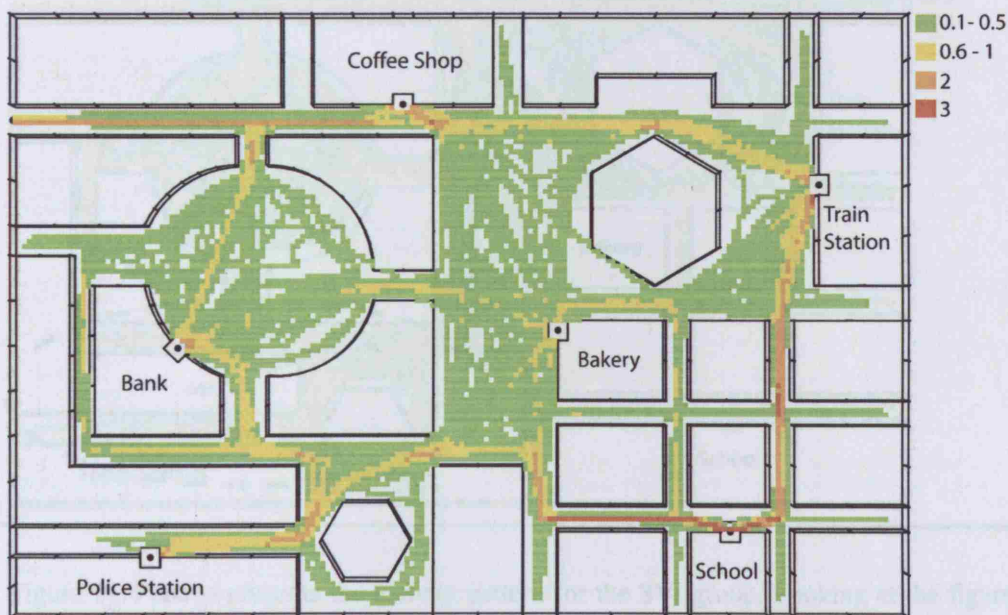 Coffee Shop
0.1- 0.5
0.6 - 1
2
3
Train
Station
Bank
Bakery
Police Station
School